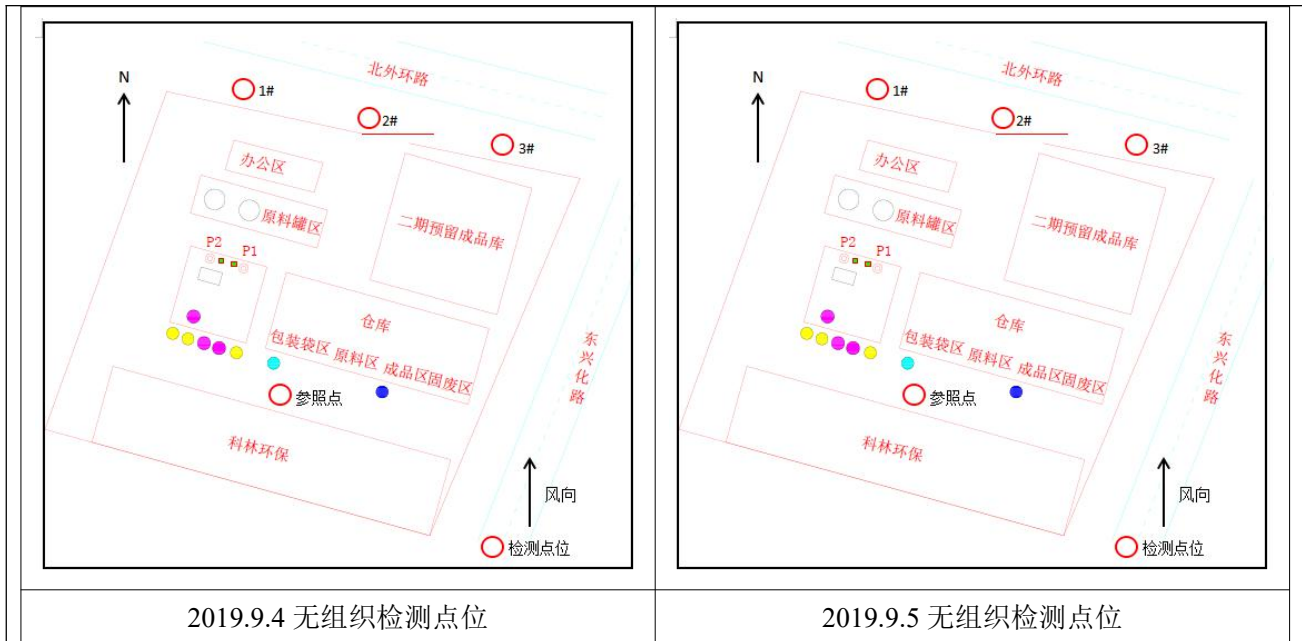 北外环路
N
1#
2#
3#
办公区
原料罐区
二期预留成品库
P2
P1
仓库
包装袋区 原料区 成品区固废区
东兴化路
参照点
科林环保
风向
检测点位
2019.9.4 无组织检测点位
北外环路
N
1#
2#
3#
办公区
原料罐区
二期预留成品库
P2
P1
仓库
包装袋区 原料区 成品区固废区
东兴化路
参照点
科林环保
风向
检测点位
2019.9.5 无组织检测点位